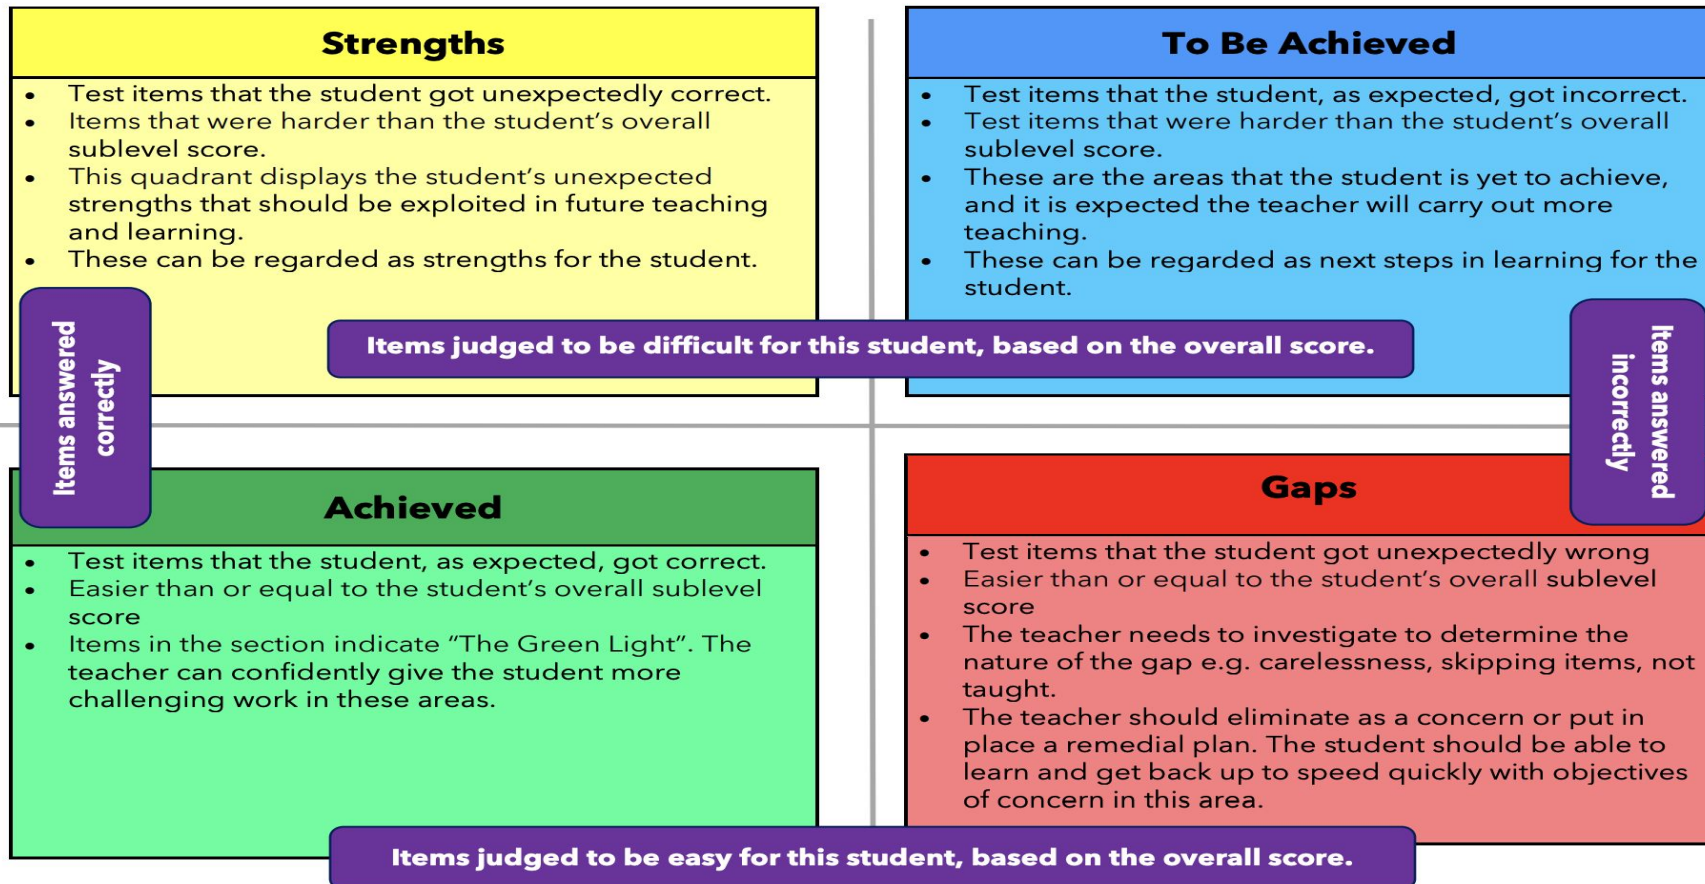 Strengths
• Test items that the student got unexpectedly correct.
• Items that were harder than the student’s overall
sublevel score.
• This quadrant displays the student’s unexpected
strengths that should be exploited in future teaching
and learning.
• These can be regarded as strengths for the student.
To Be Achieved
• Test items that the student, as expected, got incorrect.
• Test items that were harder than the student’s overall
sublevel score.
• These are the areas that the student is yet to achieve,
and it is expected the teacher will carry out more
teaching.
• These can be regarded as next steps in learning for the
student.
Items answered
correctly
Items judged to be difficult for this student, based on the overall score.
Items answered
incorrectly
Achieved
• Test items that the student, as expected, got correct.
• Easier than or equal to the student’s overall sublevel
score
• Items in the section indicate “The Green Light”. The
teacher can confidently give the student more
challenging work in these areas.
Gaps
• Test items that the student got unexpectedly wrong
• Easier than or equal to the student’s overall sublevel
score
• The teacher needs to investigate to determine the
nature of the gap e.g. carelessness, skipping items, not
taught.
• The teacher should eliminate as a concern or put in
place a remedial plan. The student should be able to
learn and get back up to speed quickly with objectives
of concern in this area.
Items judged to be easy for this student, based on the overall score.